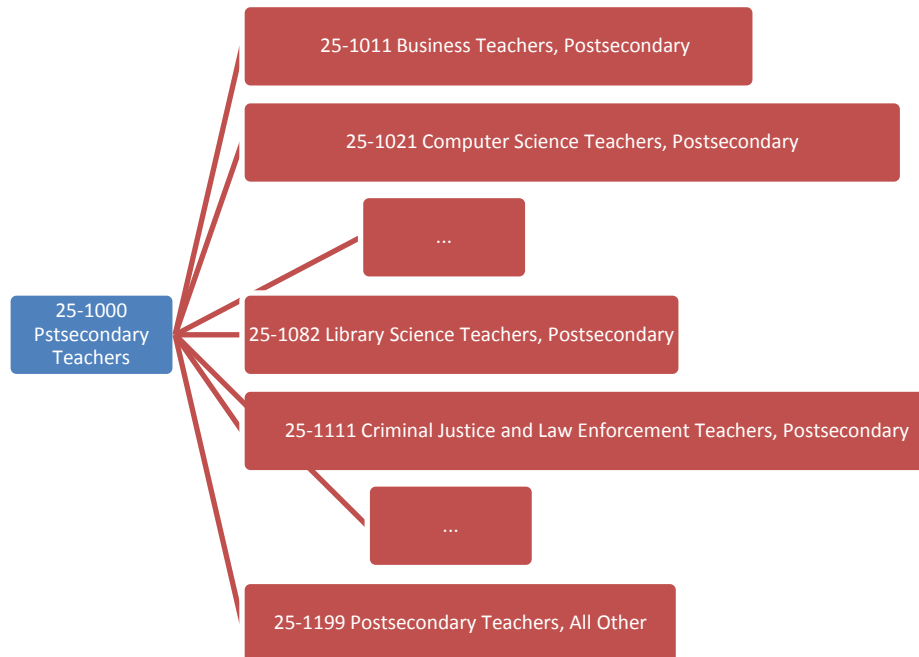 25-1011 Business Teachers, Postsecondary
25-1021 Computer Science Teachers, Postsecondary
...
25-1000
Pstsecondary
Teachers
25-1082 Library Science Teachers, Postsecondary
25-1111 Criminal Justice and Law Enforcement Teachers, Postsecondary
...
25-1199 Postsecondary Teachers, All Other